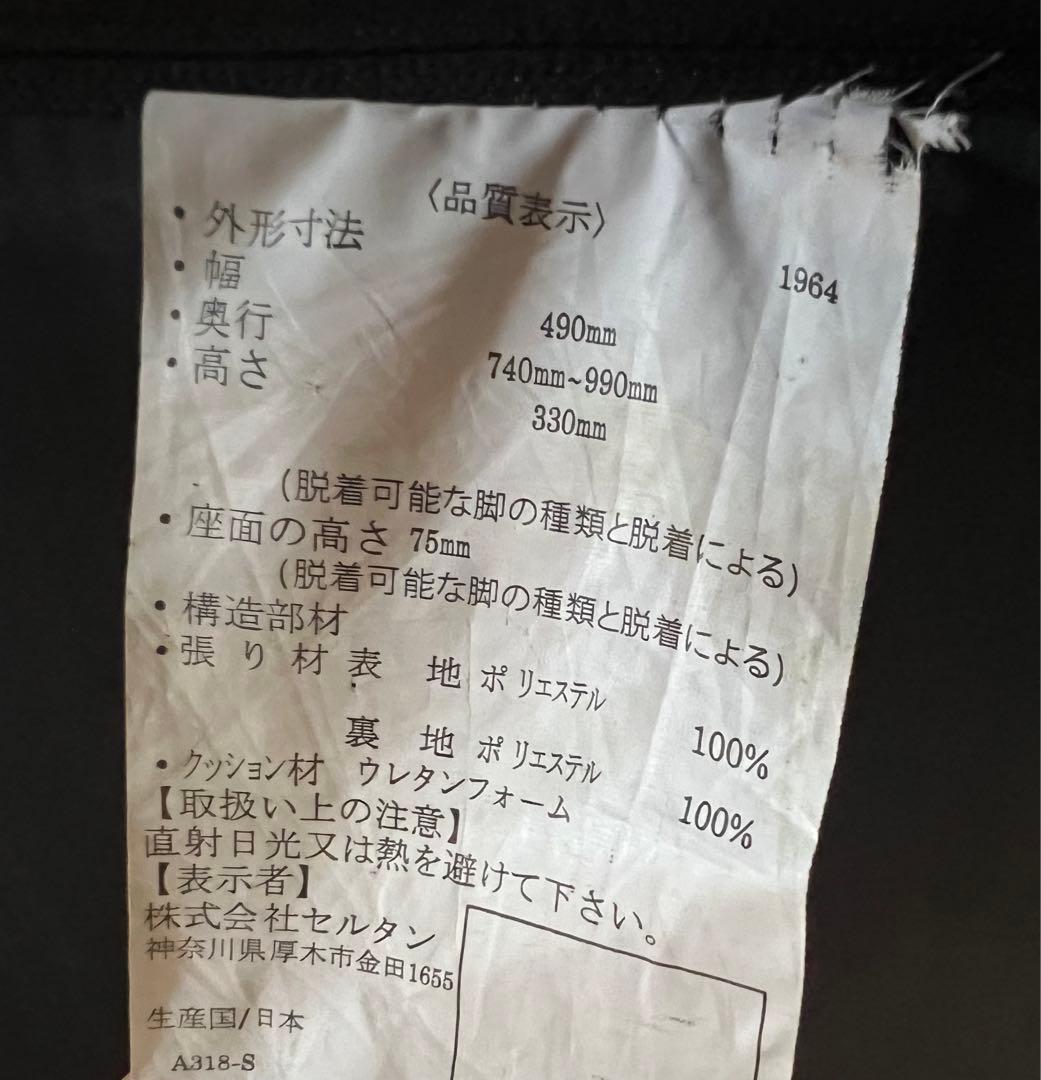 〈品質表示〉
1964
・外形寸法
・幅 490mm
・奥行 740mm~990mm
・高さ 330mm
(脱着可能な脚の種類と脱着による)
・座面の高さ 75mm
(脱着可能な脚の種類と脱着による)
・構造部材
・張り材 表 地 ポリエステル 100%
裏 地 ポリエステル 100%
・クッション材 ウレタンフォーム
【取扱い上の注意】
直射日光又は熱を避けて下さい。
【表示者】
株式会社セルタン
神奈川県厚木市金田1655
生産国/日本
A318-S